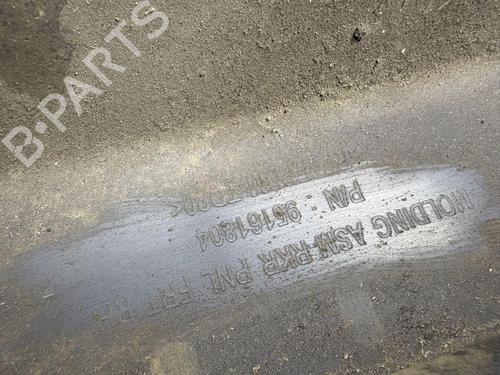 B-PARTS
MOLDING ASM-RKR PNL FRT
P/N : 95161804